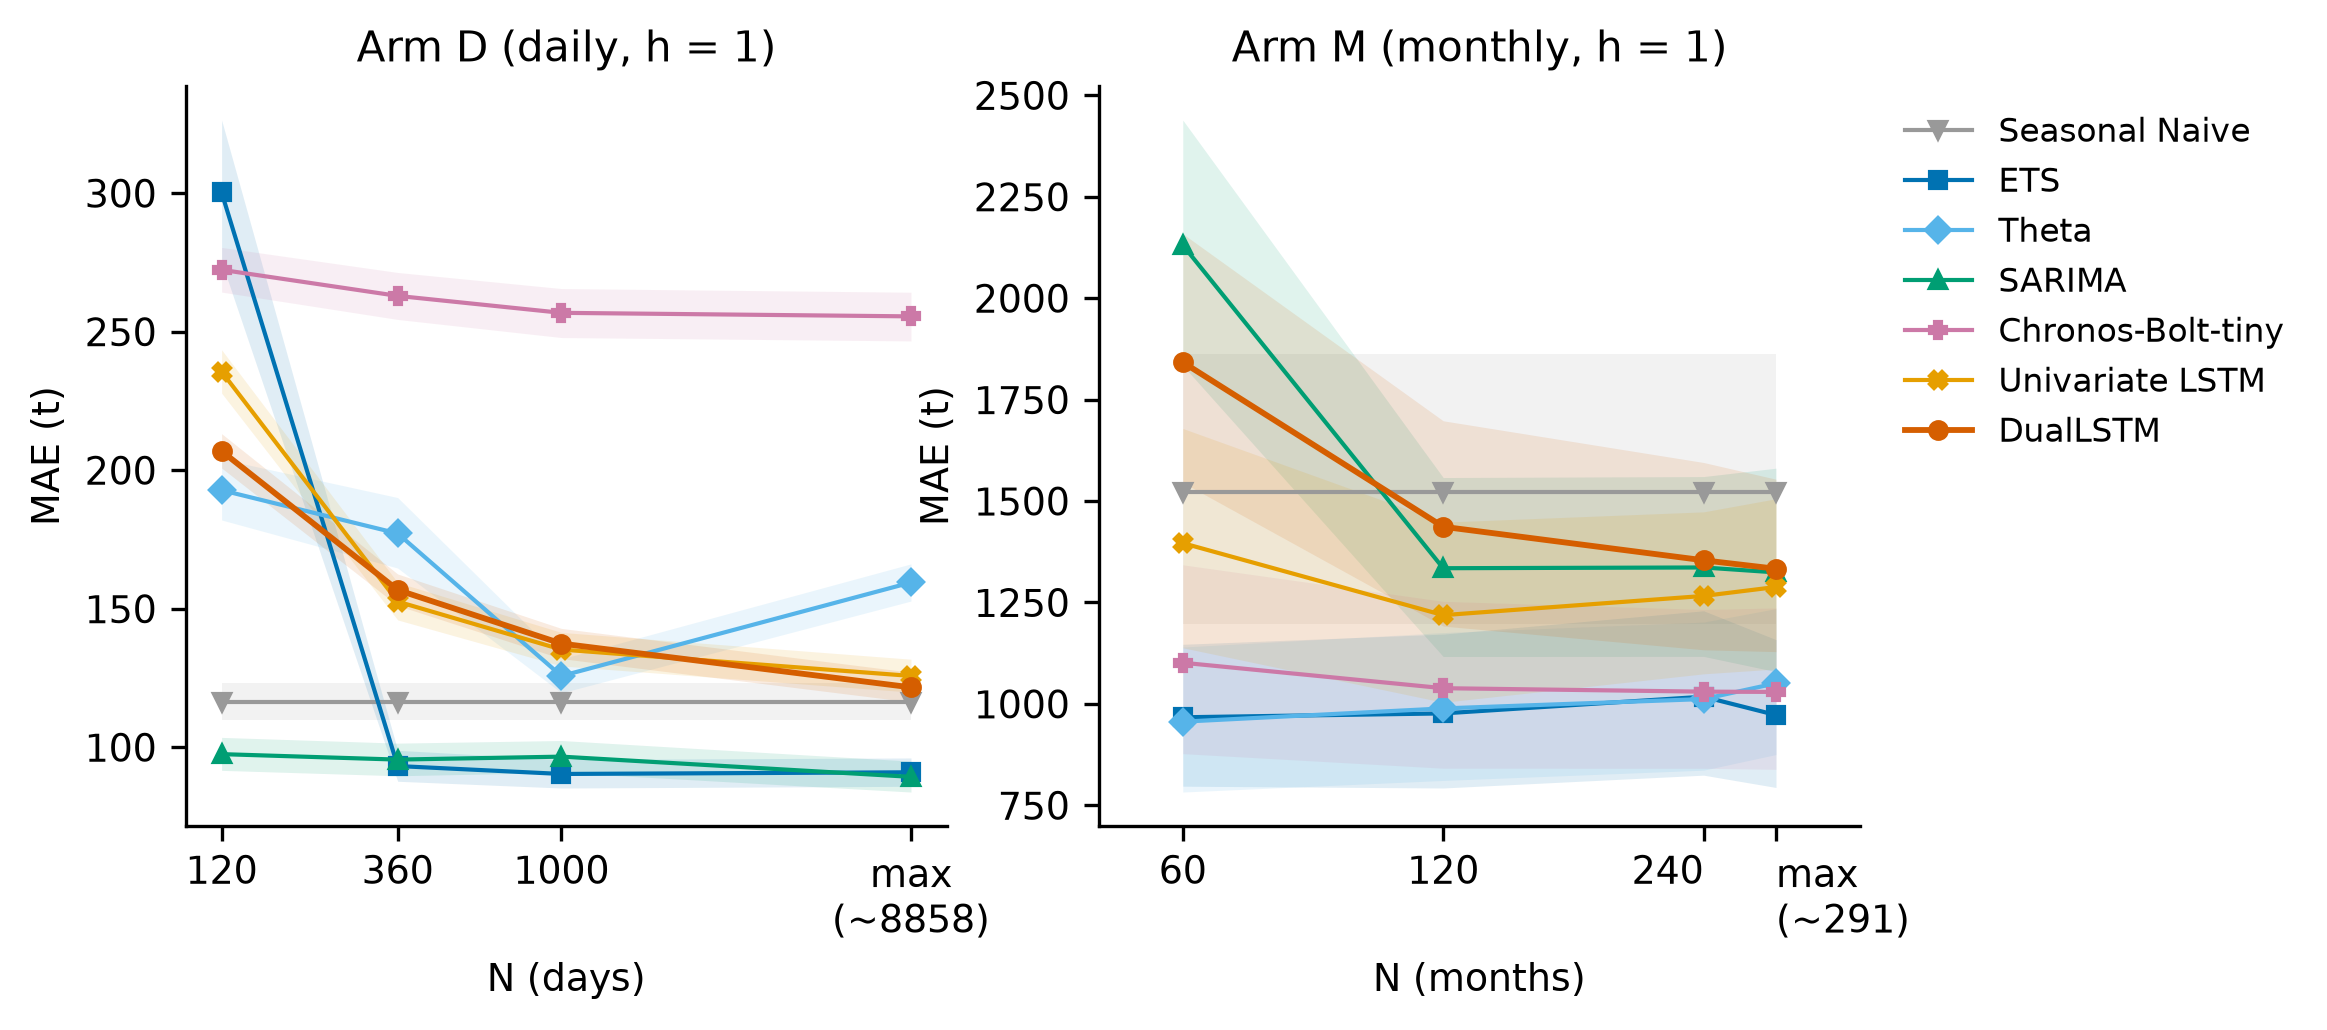 Arm D (daily, h = 1)
MAE (t)
300
250
200
150
100
120 360 1000 max
(~8858)
N (days)
Arm M (monthly, h = 1)
MAE (t)
2500
2250
2000
1750
1500
1250
1000
750
60 120 240 max
(~291)
N (months)
Seasonal Naive
ETS
Theta
SARIMA
Chronos-Bolt-tiny
Univariate LSTM
DualLSTM